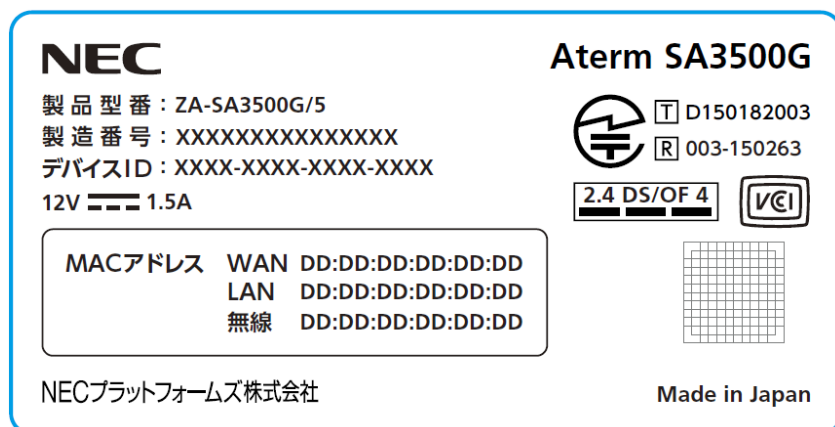 NEC
Aterm SA3500G
製品型番：ZA-SA3500G/5
製造番号：XXXXXXXXXXXXXXX
デバイスID：XXXX-XXXX-XXXX-XXXX
12V 1.5A
T D150182003
R 003-150263
2.4 DS/OF 4
VCI
MACアドレス WAN DD:DD:DD:DD:DD:DD
LAN DD:DD:DD:DD:DD:DD
無線 DD:DD:DD:DD:DD:DD
NECプラットフォームズ株式会社
Made in Japan